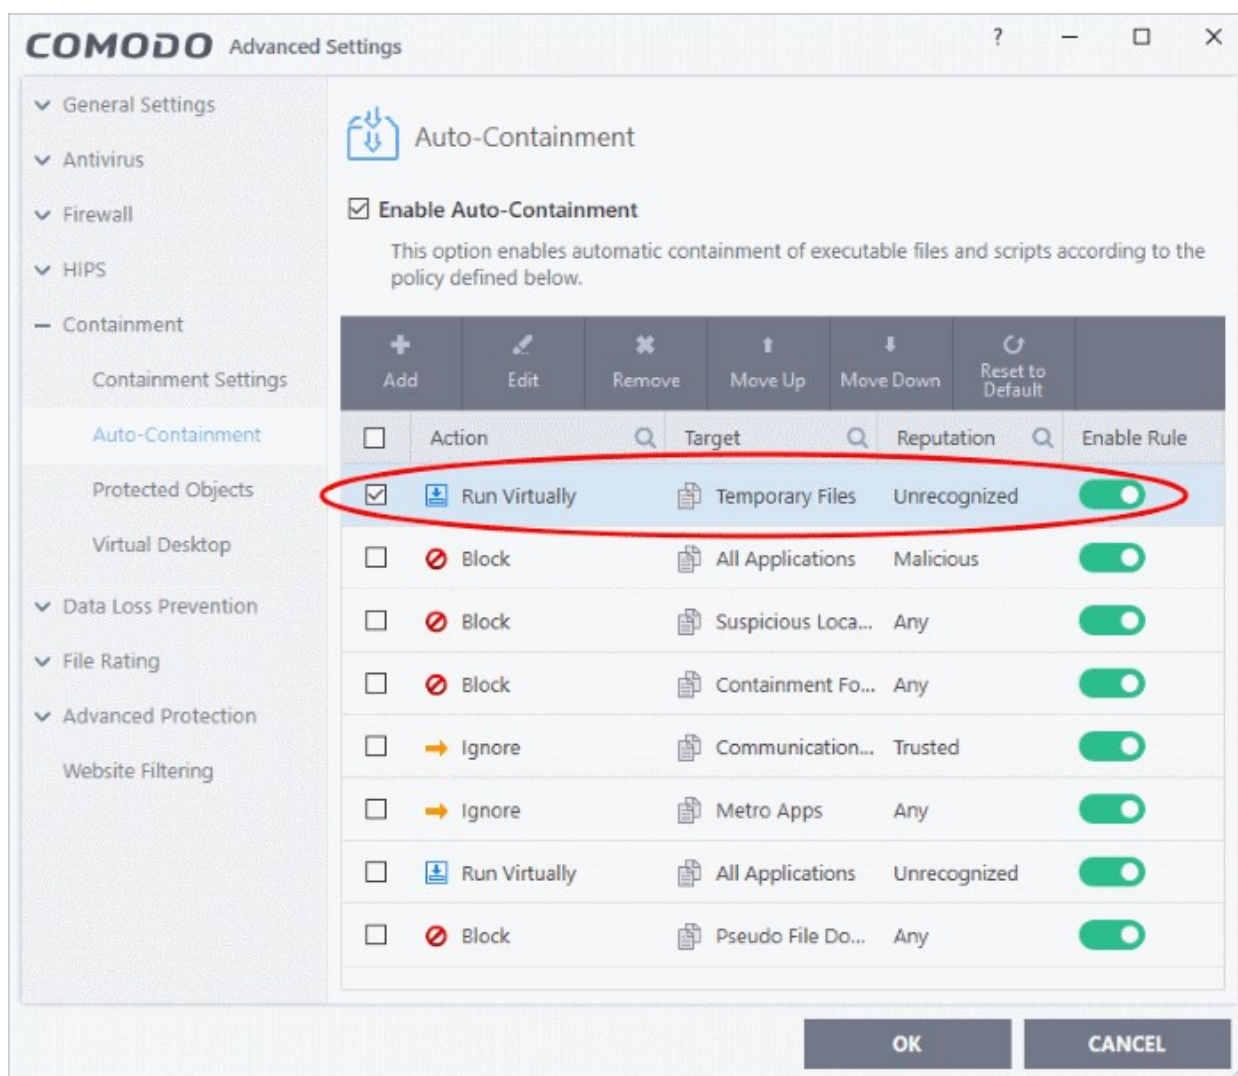 COMODO Advanced Settings ?
General Settings
Antivirus
Firewall
HIPS
Containment
Containment Settings
Auto-Containment
Protected Objects
Virtual Desktop
Data Loss Prevention
File Rating
Advanced Protection
Website Filtering
Auto-Containment
Enable Auto-Containment
This option enables automatic containment of executable files and scripts according to the
policy defined below.
Add Edit Remove Move Up Move Down Reset to
Default
Action Target Reputation Enable Rule
Run Virtually Temporary Files Unrecognized
Block All Applications Malicious
Block Suspicious Loca... Any
Block Containment Fo... Any
Ignore Communication... Trusted
Ignore Metro Apps Any
Run Virtually All Applications Unrecognized
Block Pseudo File Do... Any
OK CANCEL